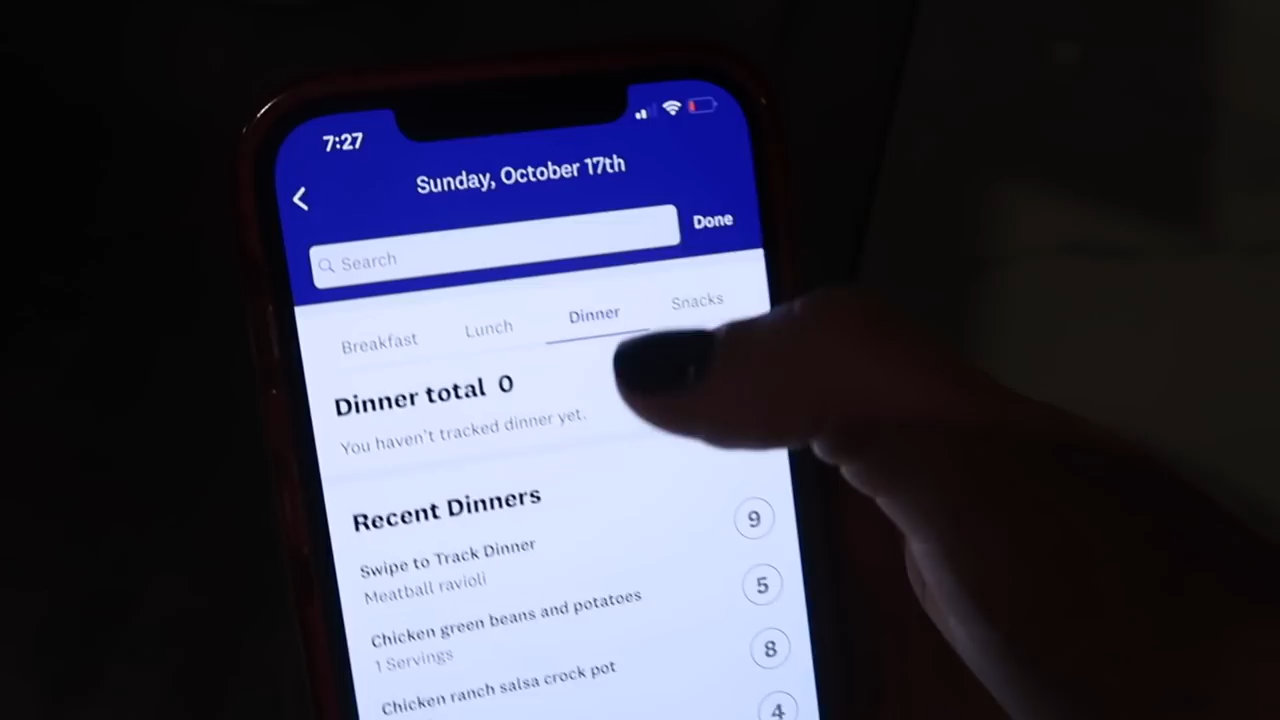 7:27
Sunday, October 17th
Search
Done
Breakfast Lunch Dinner Snacks
Dinner total 0
You haven't tracked dinner yet.
Recent Dinners
Swipe to Track Dinner
Meatball ravioli
9
Chicken green beans and potatoes
1 Servings
5
Chicken ranch salsa crock pot
8
4